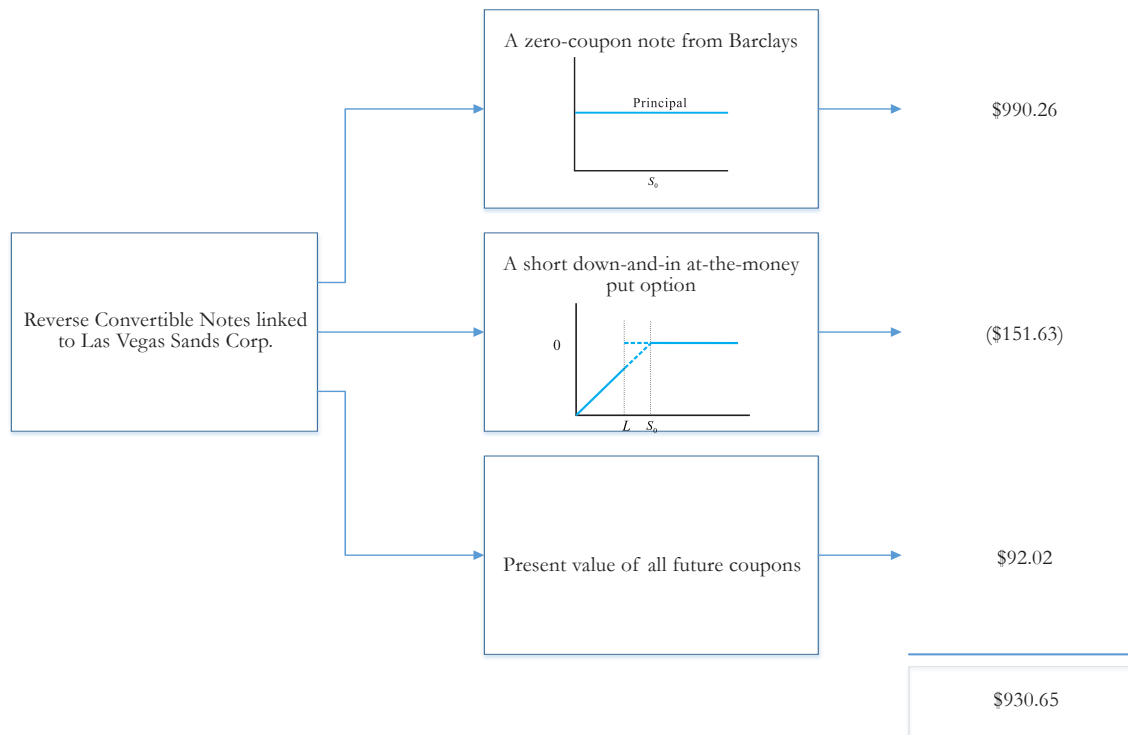 A zero-coupon note from Barclays
Principal
S₀
$990.26
Reverse Convertible Notes linked
to Las Vegas Sands Corp.
A short down-and-in at-the-money
put option
0
L S₀
($151.63)
Present value of all future coupons
$92.02
$930.65